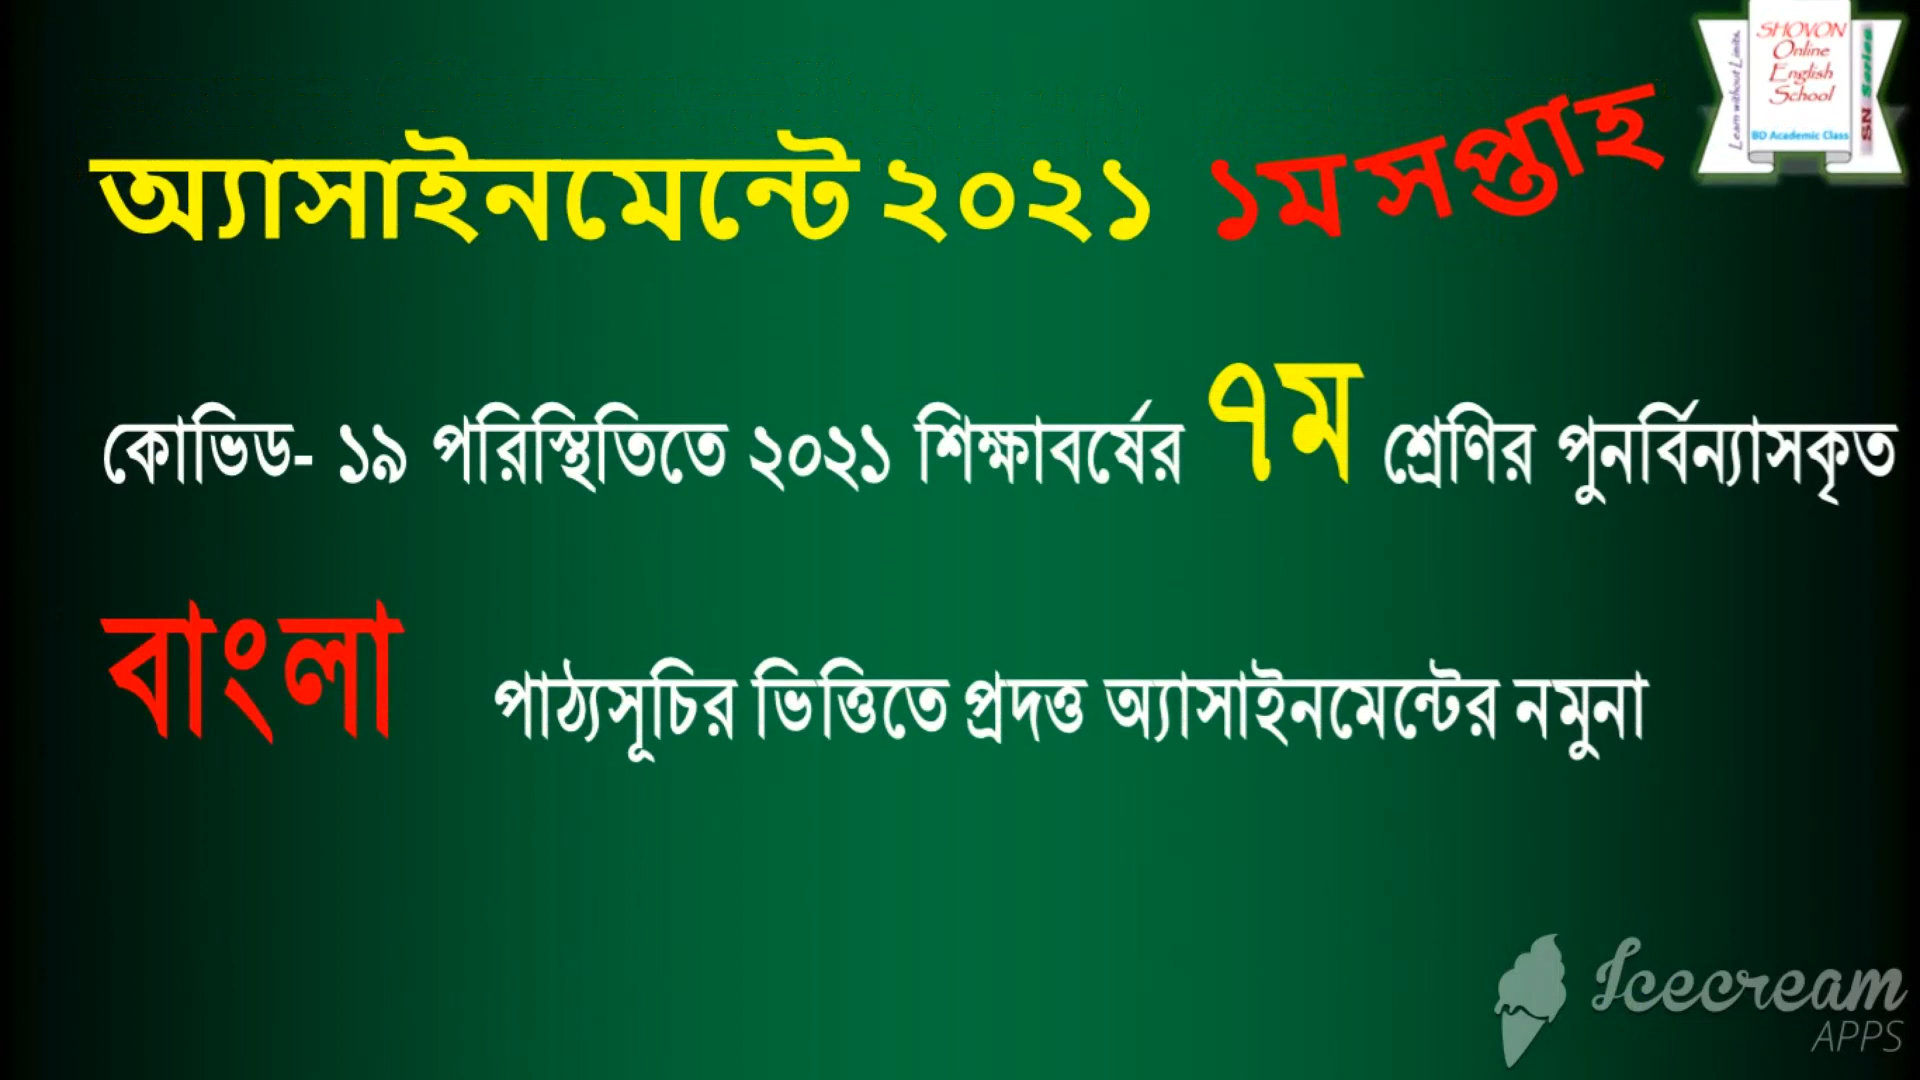 অ্যাসাইনমেন্টে ২০২১ ১ম সপ্তাহ
SHOVON
Online
English
School
Learn without Limits.
SN Series
BD Academic Class
কোভিড- ১৯ পরিস্থিতিতে ২০২১ শিক্ষাবর্ষের ৭ম শ্রেণির পুনর্বিন্যাসকৃত
বাংলা পাঠ্যসূচির ভিত্তিতে প্রদত্ত অ্যাসাইনমেন্টের নমুনা
Icecream
APPS